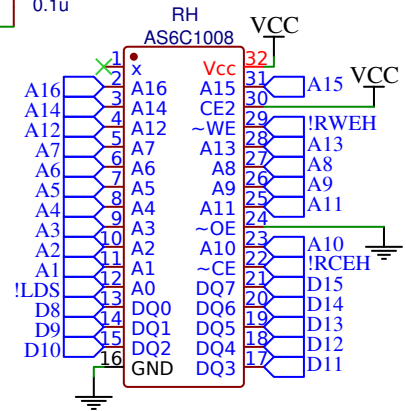 0.1u
RH
AS6C1008
VCC
VCC
1 x Vcc 32
A16 2 A16 A15 31 A15
A14 3 A14 CE2 30
A12 4 A12 ~WE 29 !RWEH
A7 5 A7 A13 28 A13
A6 6 A6 A8 27 A8
A5 7 A5 A9 26 A9
A4 8 A4 A11 25 A11
A3 9 A3 ~OE 24
A2 10 A2 A10 23 A10
A1 11 A1 ~CE 22 !RCEH
!LDS 12 A0 DQ7 21 D15
D8 13 DQ0 DQ6 20 D14
D9 14 DQ1 DQ5 19 D13
D10 15 DQ2 DQ4 18 D12
16 GND DQ3 17 D11